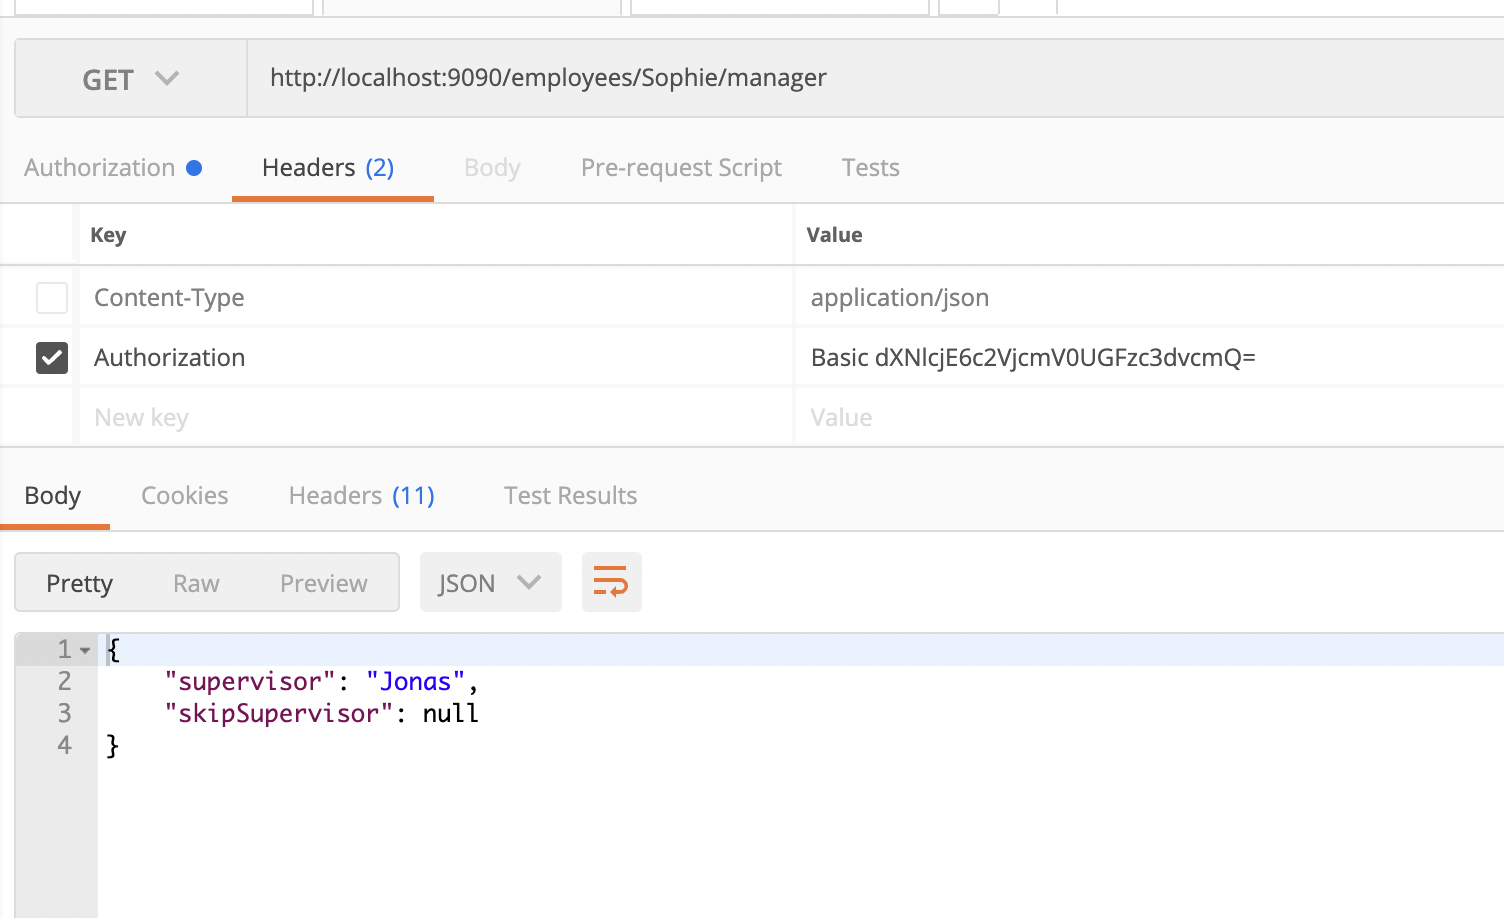 GET http://localhost:9090/employees/Sophie/manager
Authorization Headers (2) Body Pre-request Script Tests
Key Value
Content-Type application/json
Authorization Basic dXNlcjE6c2VjcmV0UGFzc3dvcmQ=
New key Value
Body Cookies Headers (11) Test Results
Pretty Raw Preview JSON
1 {
2 "supervisor": "Jonas",
3 "skipSupervisor": null
4 }